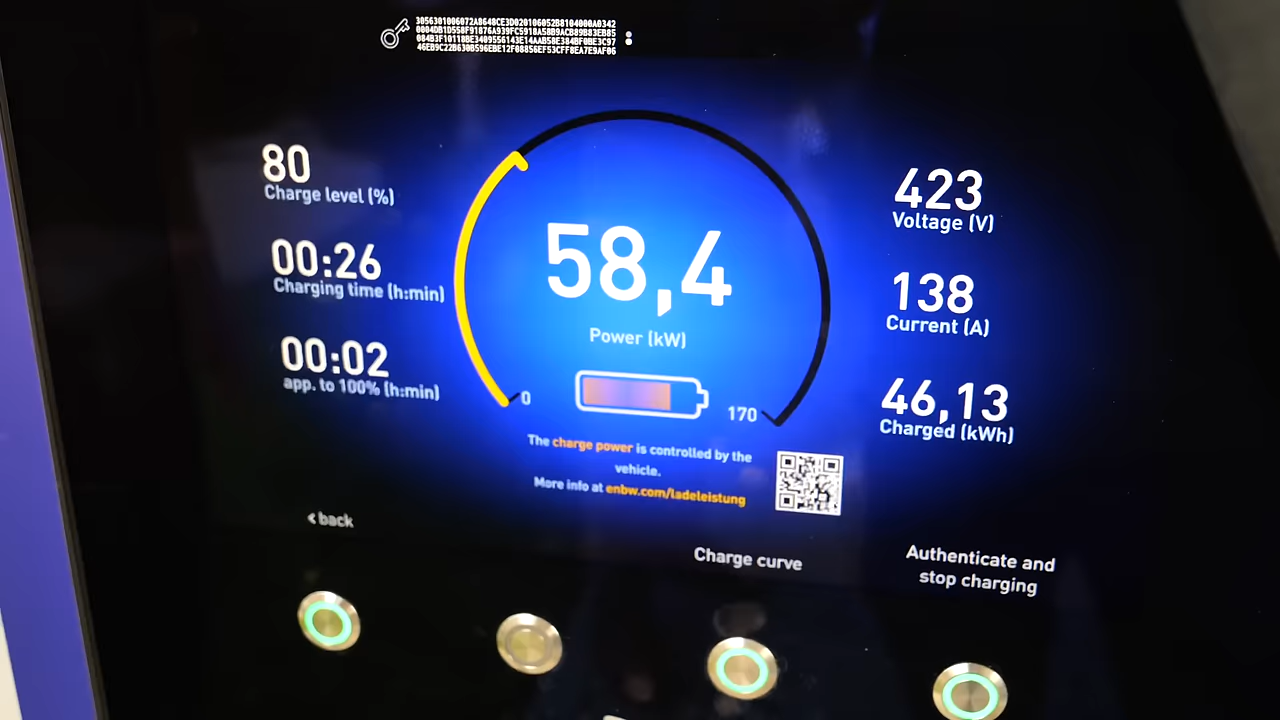 80
Charge level (%)
00:26
Charging time (h:min)
00:02
app. to 100% (h:min)
58,4
Power (kW)
0
170
The charge power is controlled by the
vehicle.
More info at enbw.com/ladeleistung
423
Voltage (V)
138
Current (A)
46,13
Charged (kWh)
< back
Charge curve
Authenticate and
stop charging